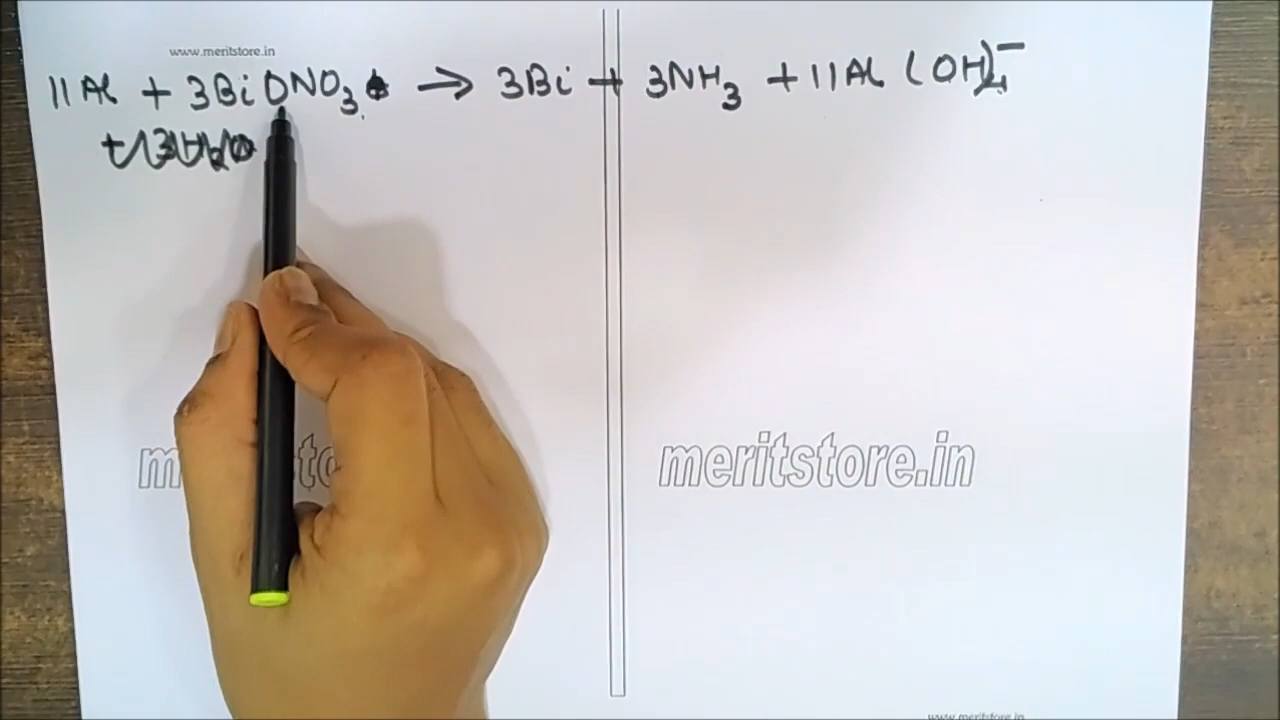 www.meritstore.in
11Al + 3BiONO3 → 3Bi + 3NH3 + 11Al(OH)4⁻
meritstore.in
www.meritstore.in